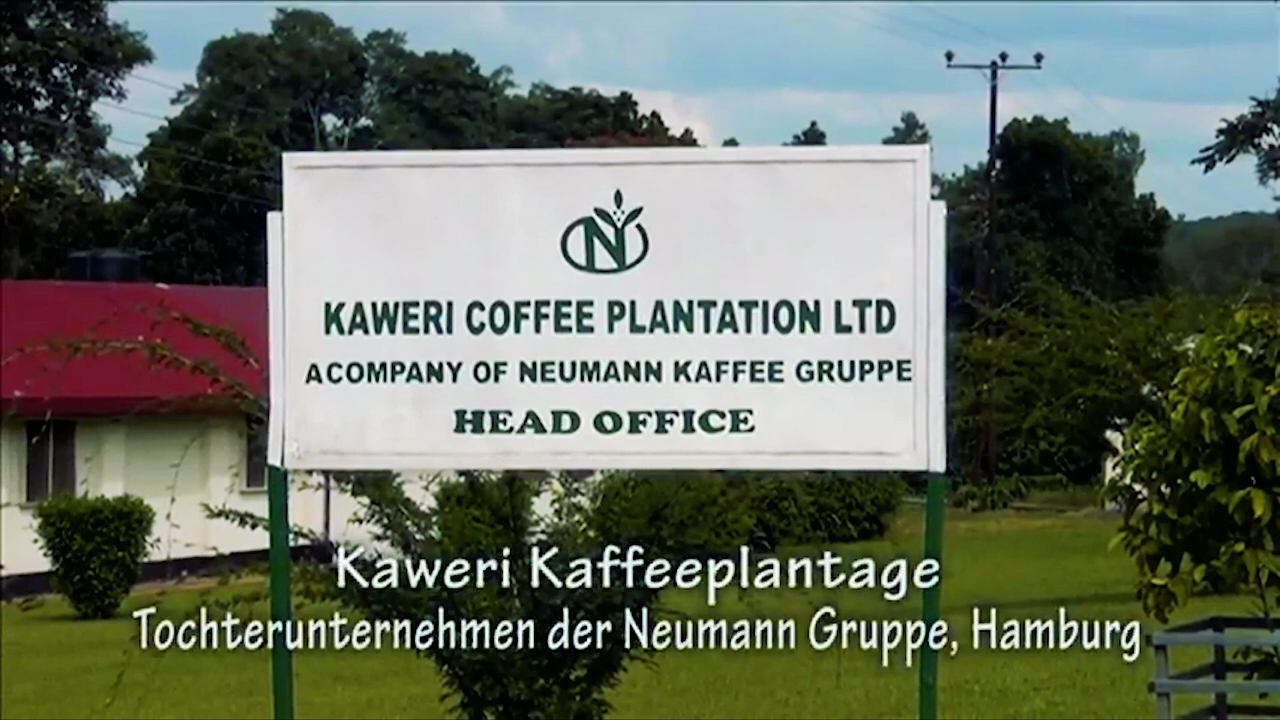 N
KAWERI COFFEE PLANTATION LTD
ACOMPANY OF NEUMANN KAFFEE GRUPPE
HEAD OFFICE
Kaweri Kaffeeplantage
Tochterunternehmen der Neumann Gruppe, Hamburg